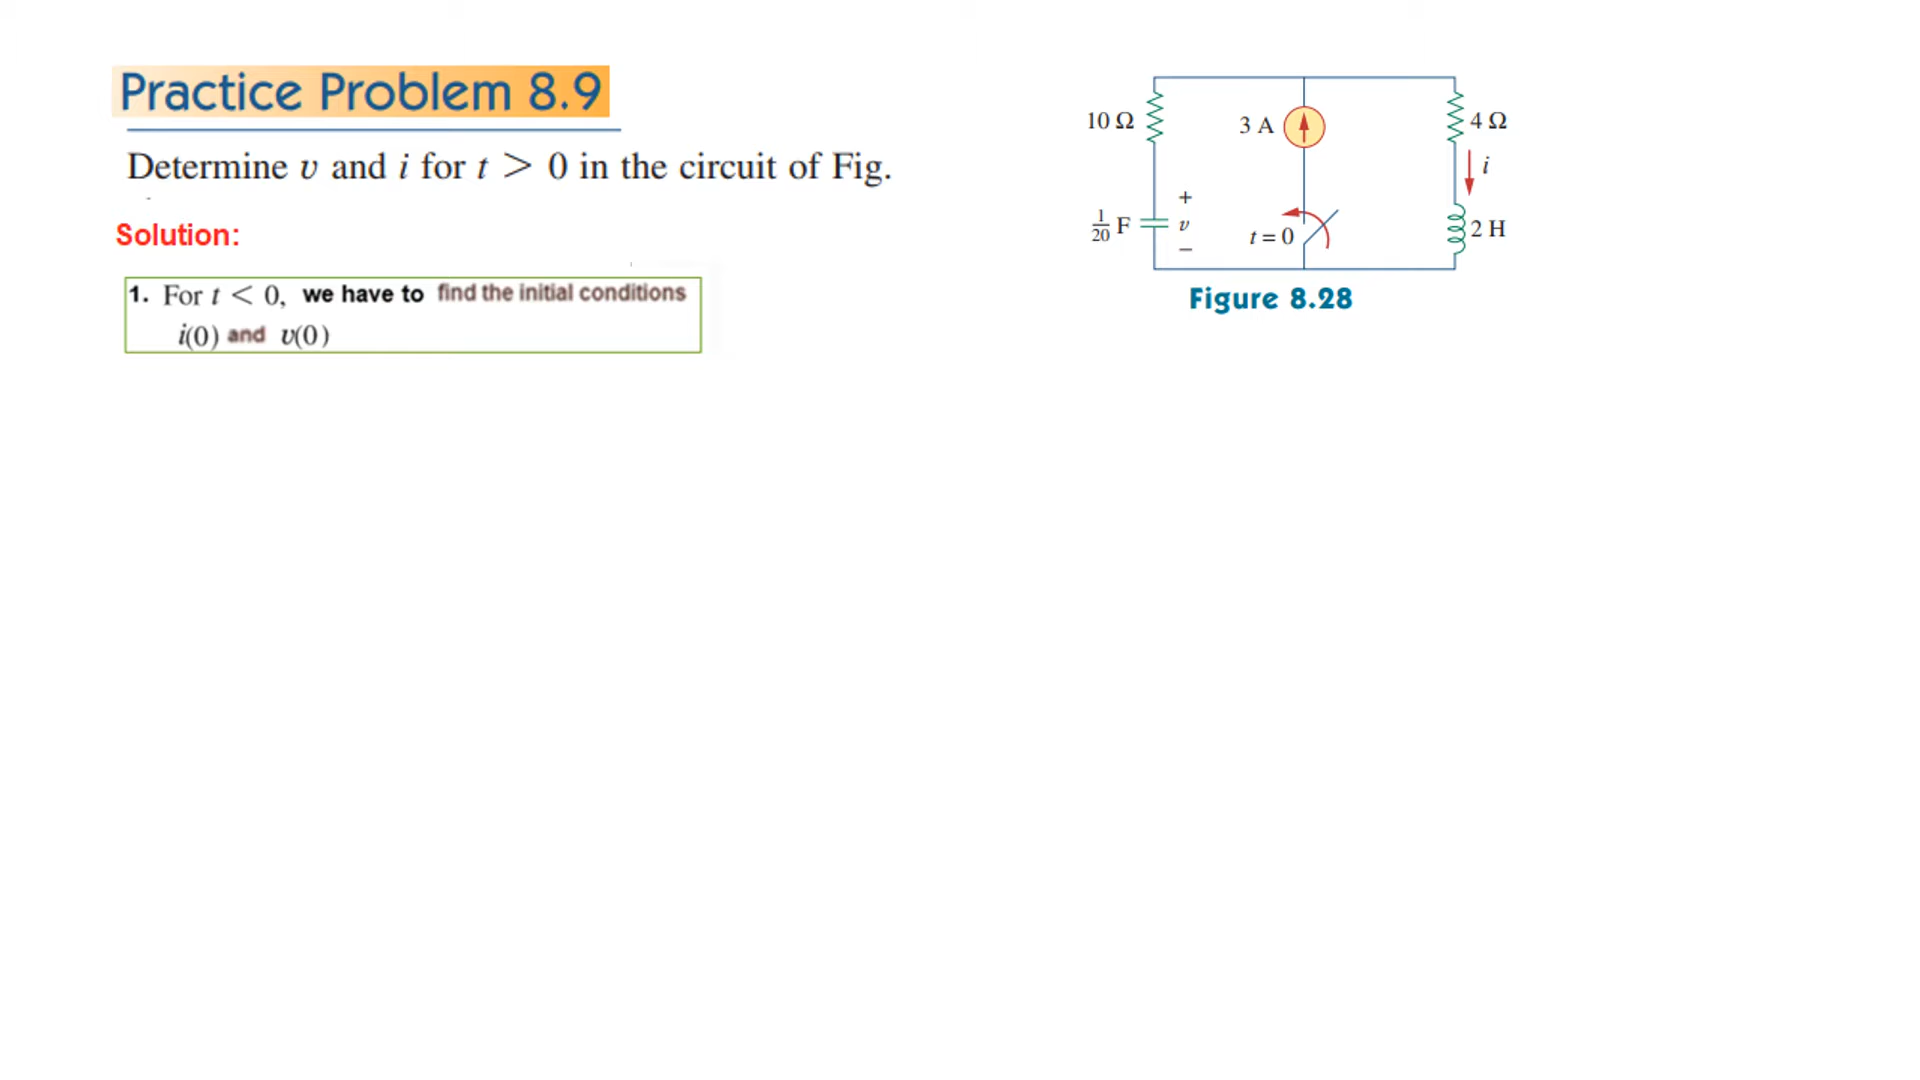 Practice Problem 8.9
Determine v and i for t > 0 in the circuit of Fig.
Solution:
1. For t < 0, we have to find the initial conditions
i(0) and v(0)
10 Ω
3 A
4 Ω
i
1/20 F
+
v
−
t = 0
2 H
Figure 8.28